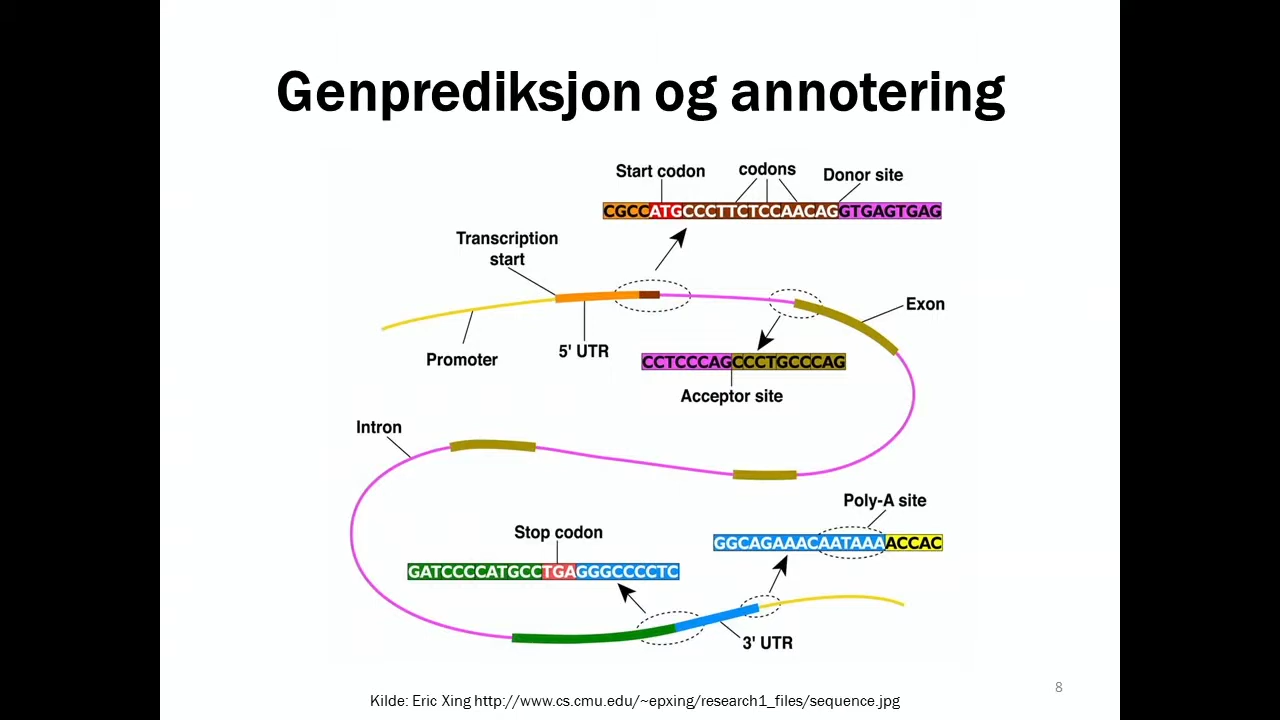 Genprediksjon og annotering
Start codon
codons
Donor site
CGCCATGCCCTTCTCCAACAGGTGAGTGAG
Transcription
start
Exon
5' UTR
Promoter
CCTCCCAGCCCTGCCCAG
Acceptor site
Intron
Poly-A site
Stop codon
GGCAGAAACAATAAAACCAC
GATCCCCATGCCTGAGGGCCCCTC
3' UTR
8
Kilde: Eric Xing http://www.cs.cmu.edu/~epxing/research1_files/sequence.jpg